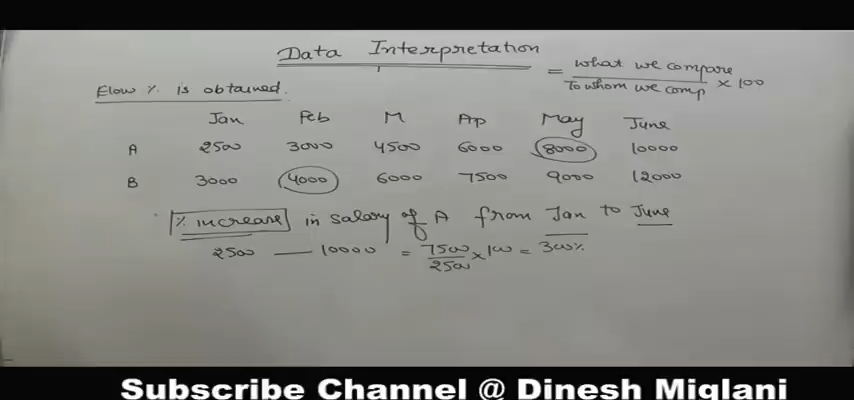 Data Interpretation
= what we compare
To whom we comp × 100
How % is obtained.
Jan Feb M Ap May June
A 2500 3000 4500 6000 8000 10000
B 3000 4000 6000 7500 9000 12000
% increase in salary of A from Jan to June
2500 — 10000 = 7500/2500 × 100 = 300%
Subscribe Channel @ Dinesh Miglani